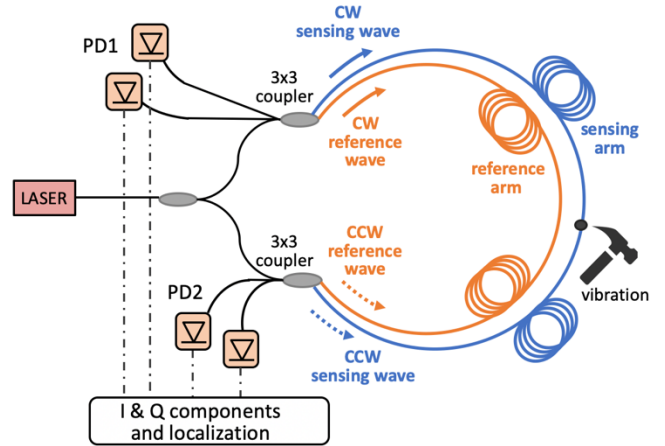 CW
sensing wave
PD1
3x3
coupler
CW
reference
wave
sensing
arm
reference
arm
LASER
CCW
reference
wave
3x3
coupler
PD2
vibration
CCW
sensing wave
I & Q components
and localization